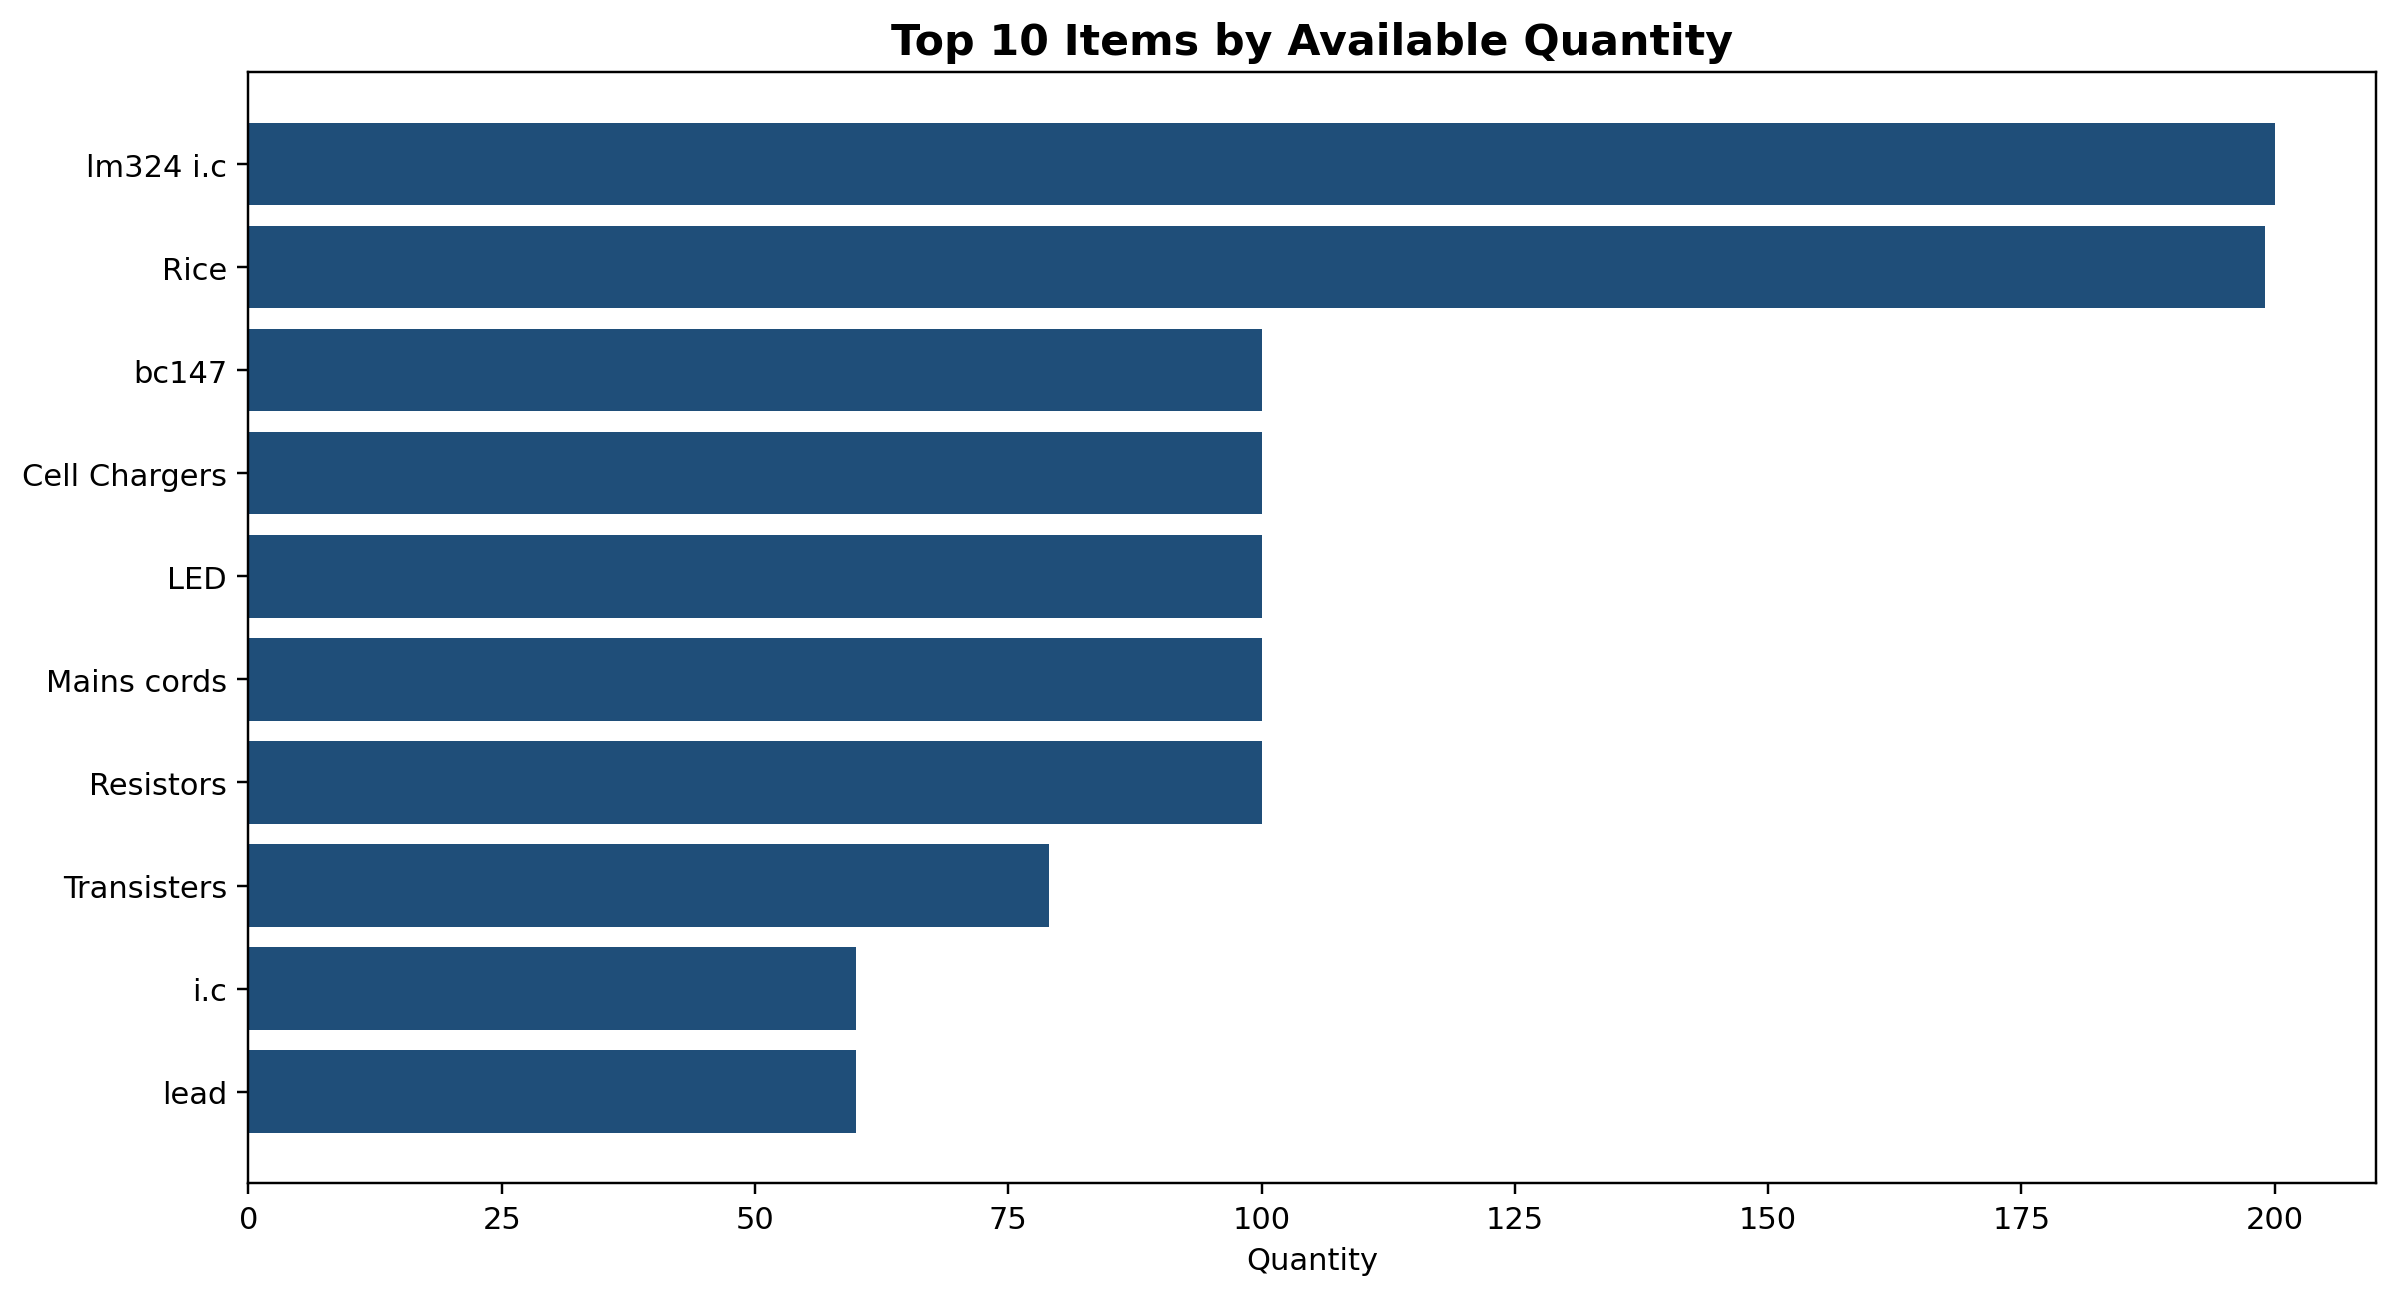 Top 10 Items by Available Quantity
lm324 i.c
Rice
bc147
Cell Chargers
LED
Mains cords
Resistors
Transisters
i.c
lead
0 25 50 75 100 125 150 175 200
Quantity